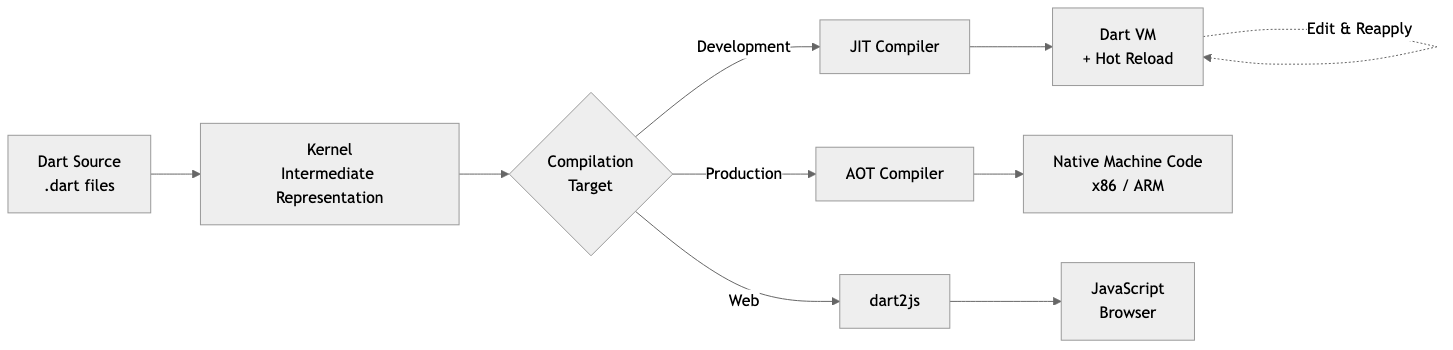 Dart Source
.dart files
Kernel
Intermediate
Representation
Compilation
Target
Development
JIT Compiler
Dart VM
+ Hot Reload
Edit & Reapply
Production
AOT Compiler
Native Machine Code
x86 / ARM
Web
dart2js
JavaScript
Browser